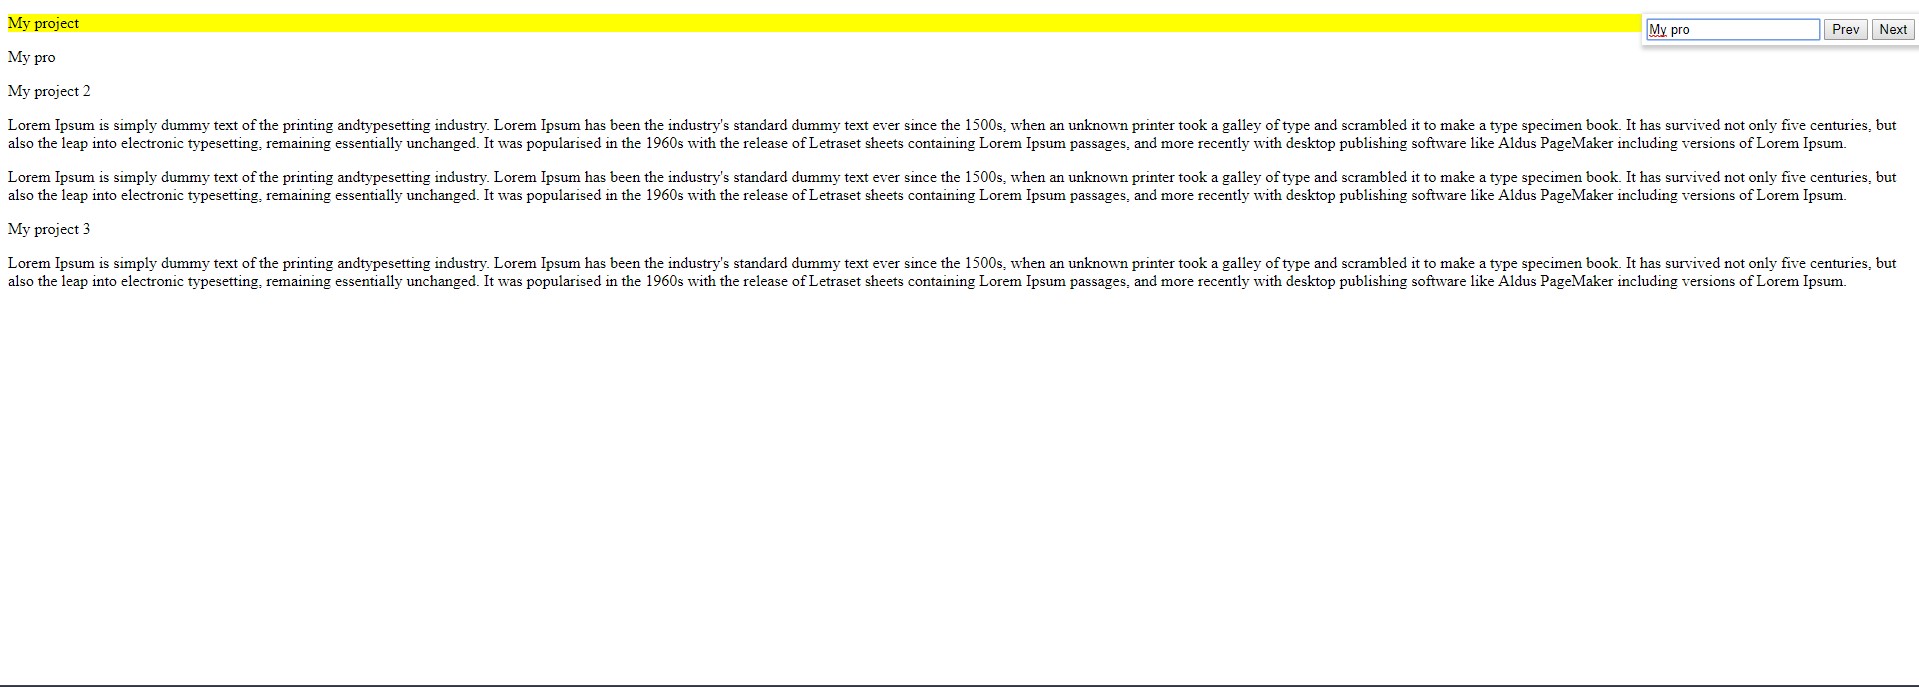 My project
My pro Prev Next
My pro
My project 2
Lorem Ipsum is simply dummy text of the printing andtypesetting industry. Lorem Ipsum has been the industry's standard dummy text ever since the 1500s, when an unknown printer took a galley of type and scrambled it to make a type specimen book. It has survived not only five centuries, but
also the leap into electronic typesetting, remaining essentially unchanged. It was popularised in the 1960s with the release of Letraset sheets containing Lorem Ipsum passages, and more recently with desktop publishing software like Aldus PageMaker including versions of Lorem Ipsum.
Lorem Ipsum is simply dummy text of the printing andtypesetting industry. Lorem Ipsum has been the industry's standard dummy text ever since the 1500s, when an unknown printer took a galley of type and scrambled it to make a type specimen book. It has survived not only five centuries, but
also the leap into electronic typesetting, remaining essentially unchanged. It was popularised in the 1960s with the release of Letraset sheets containing Lorem Ipsum passages, and more recently with desktop publishing software like Aldus PageMaker including versions of Lorem Ipsum.
My project 3
Lorem Ipsum is simply dummy text of the printing andtypesetting industry. Lorem Ipsum has been the industry's standard dummy text ever since the 1500s, when an unknown printer took a galley of type and scrambled it to make a type specimen book. It has survived not only five centuries, but
also the leap into electronic typesetting, remaining essentially unchanged. It was popularised in the 1960s with the release of Letraset sheets containing Lorem Ipsum passages, and more recently with desktop publishing software like Aldus PageMaker including versions of Lorem Ipsum.